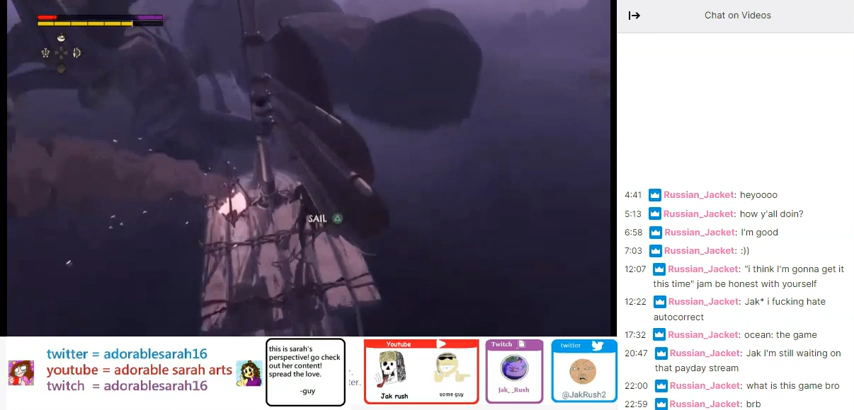 Chat on Videos
SAIL
4:41 Russian_Jacket: heyoooo
5:13 Russian_Jacket: how y'all doin?
6:58 Russian_Jacket: I'm good
7:03 Russian_Jacket: :))
12:07 Russian_Jacket: "i think I'm gonna get it
this time" jam be honest with yourself
12:22 Russian_Jacket: Jak* i fucking hate
autocorrect
17:32 Russian_Jacket: ocean: the game
20:47 Russian_Jacket: Jak I'm still waiting on
that payday stream
22:00 Russian_Jacket: what is this game bro
22:59 Russian_Jacket: brb
twitter = adorablesarah16
youtube = adorable sarah arts
twitch = adorablesarah16
this is sarah's
perspective! go check
out her content!
spread the love.
-guy
Youtube
Jak rush
some guy
Twitch
Jak,_Rush
twitter
@JakRush2